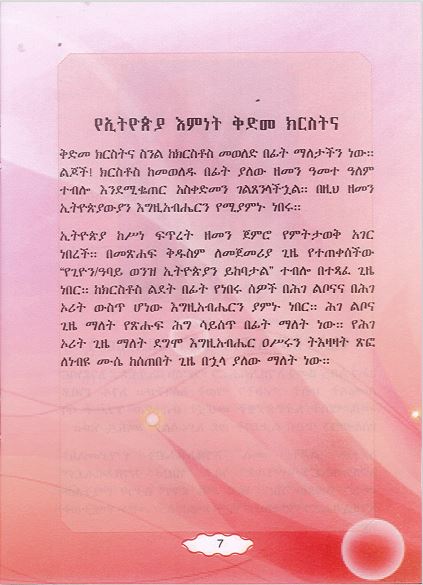 የኢትዮጵያ እምነት ቅድመ ክርስትና
ቅድመ ክርስትና ስንል ከክርስቶስ መወለድ በፊት ማለታችን ነው።
ልጆች! ክርስቶስ ከመወለዱ በፊት ያለው ዘመን ዓመተ ዓለም
ተብሎ እንደሚቈጠር አስቀድመን ገልጸንላችኋል። በዚህ ዘመን
ኢትዮጵያውያን እግዚአብሔርን የሚያምኑ ነበሩ።
ኢትዮጵያ ከሥነ ፍጥረት ዘመን ጀምሮ የምትታወቅ አገር
ነበረች። በመጽሐፍ ቅዱስም ለመጀመሪያ ጊዜ የተጠቀሰችው
“የጊዮን/ዓባይ ወንዝ ኢትዮጵያን ይከባታል” ተብሎ በተጻፈ ጊዜ
ነበር። ከክርስቶስ ልደት በፊት የነበሩ ሰዎች በሕገ ልቦናና በሕገ
ኦሪት ውስጥ ሆነው እግዚአብሔርን ያምኑ ነበር። ሕገ ልቦና
ጊዜ ማለት የጽሑፍ ሕግ ሳይሰጥ በፊት ማለት ነው። የሕገ
ኦሪት ጊዜ ማለት ደግሞ እግዚአብሔር ዐሥሩን ትእዛዛት ጽፎ
ለነብዩ ሙሴ ከሰጠበት ጊዜ በኋላ ያለው ማለት ነው።
7